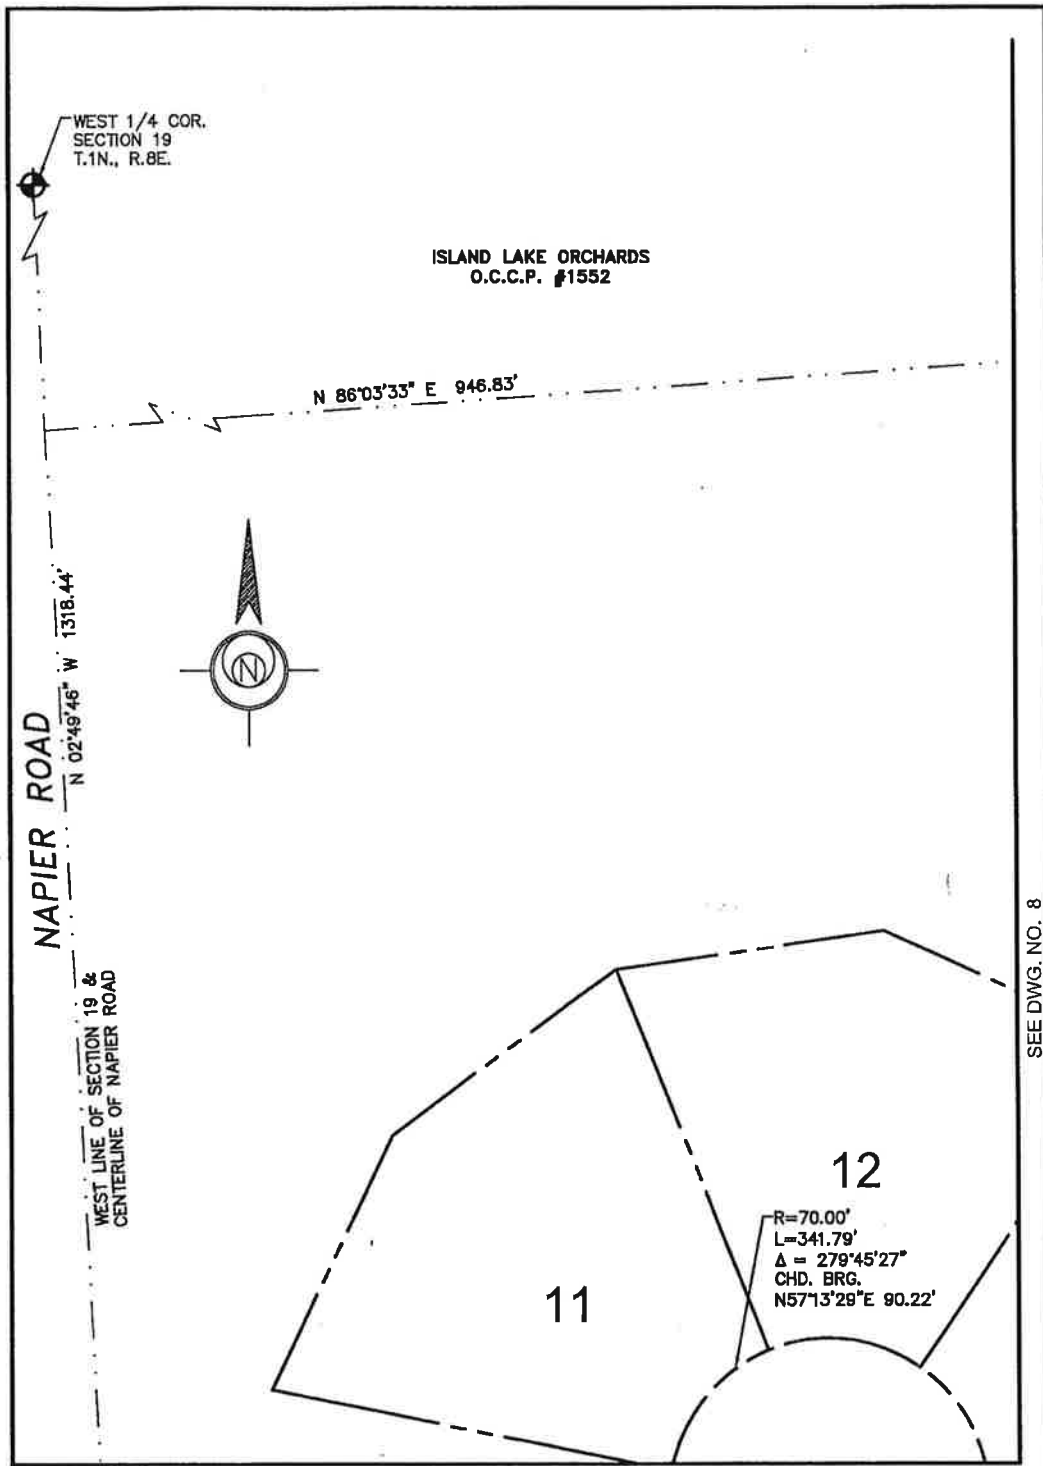 WEST 1/4 COR.
SECTION 19
T.1N., R.8E.
ISLAND LAKE ORCHARDS
O.C.C.P. #1552
N 86°03'33" E 946.83'
N 02°49'46" W 1318.44'
NAPIER ROAD
N
WEST LINE OF SECTION 19 &
CENTERLINE OF NAPIER ROAD
SEE DWG. NO. 8
12
R=70.00'
L=341.79'
Δ = 279°45'27"
CHD. BRG.
N57°13'29"E 90.22'
11